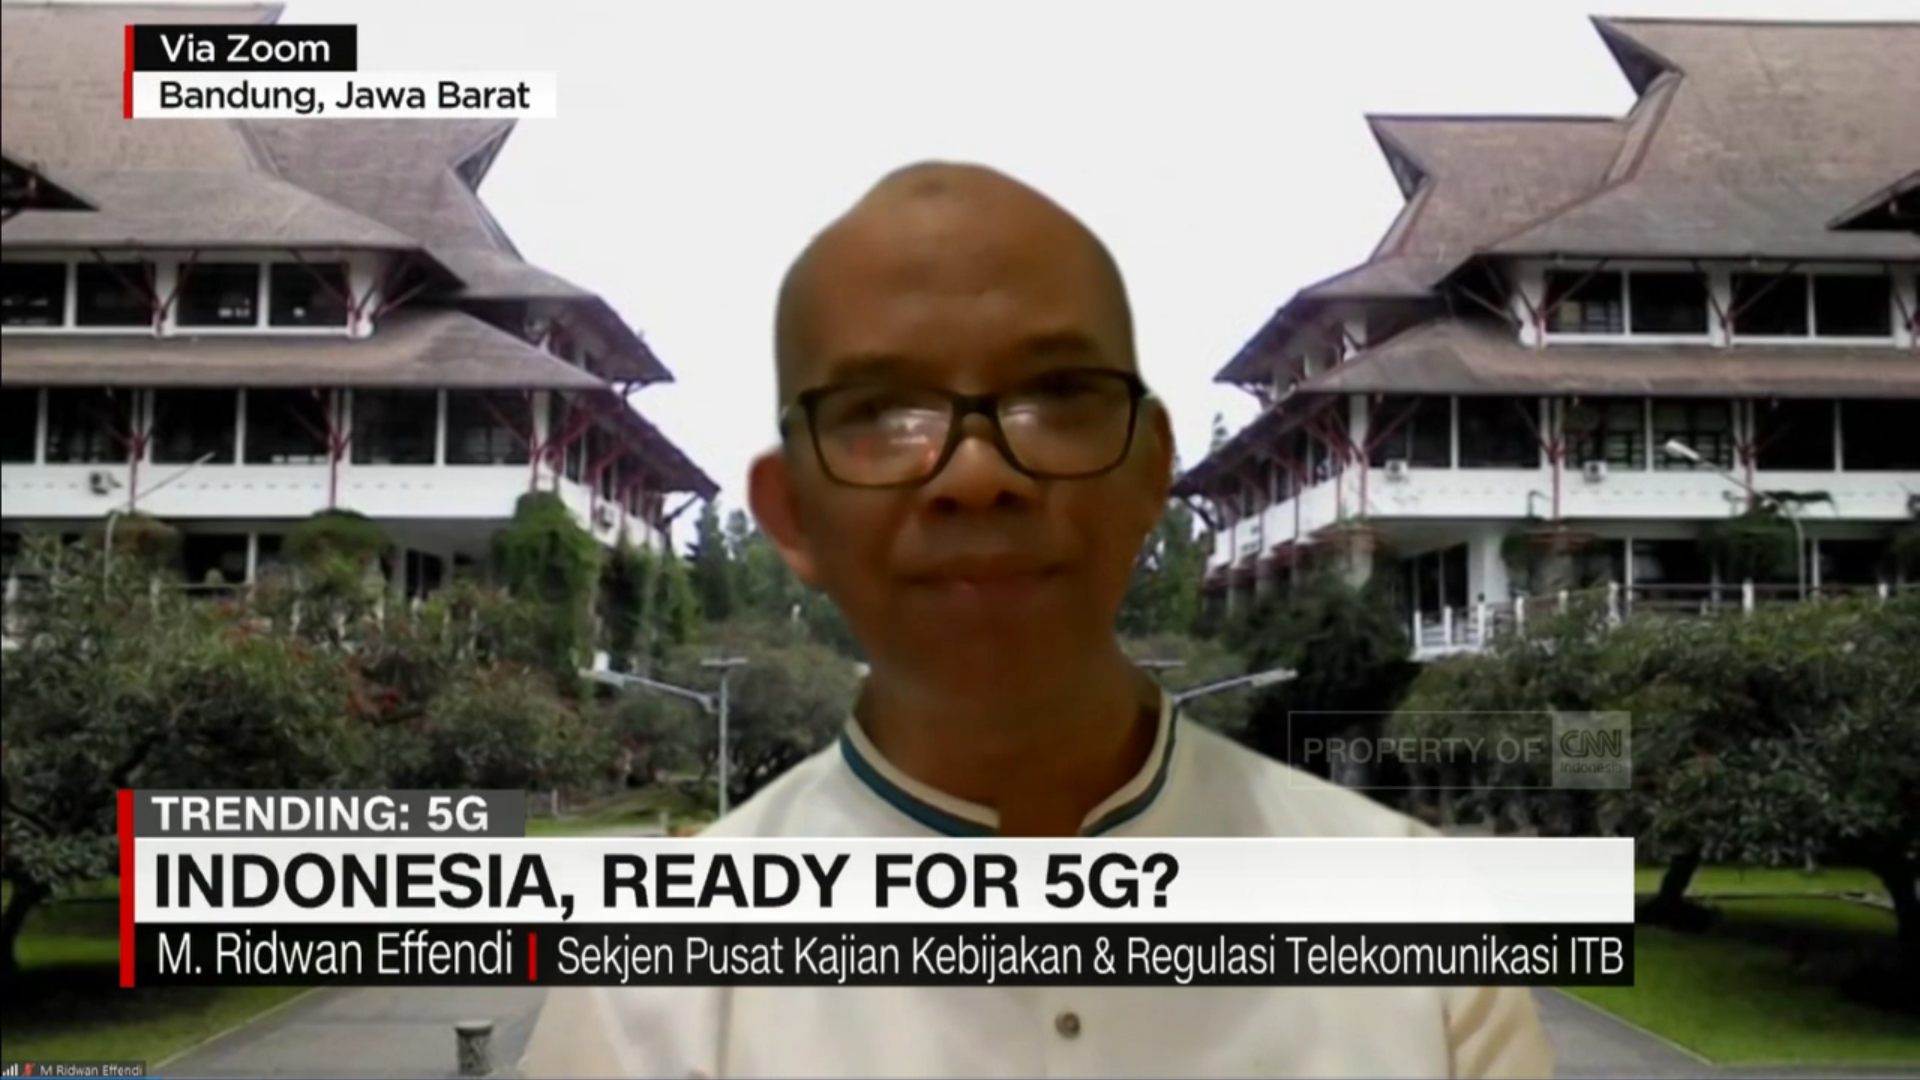 Via Zoom
Bandung, Jawa Barat
PROPERTY OF CNN Indonesia
TRENDING: 5G
INDONESIA, READY FOR 5G?
M. Ridwan Effendi | Sekjen Pusat Kajian Kebijakan & Regulasi Telekomunikasi ITB
M Ridwan Effendi